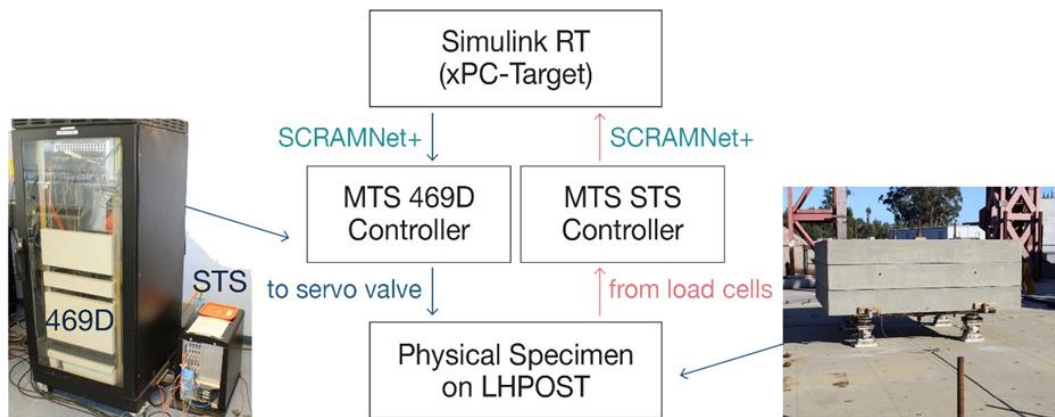 Simulink RT
(xPC-Target)
SCRAMNet+
SCRAMNet+
MTS 469D
Controller
MTS STS
Controller
STS
469D
to servo valve
from load cells
Physical Specimen
on LHPOST